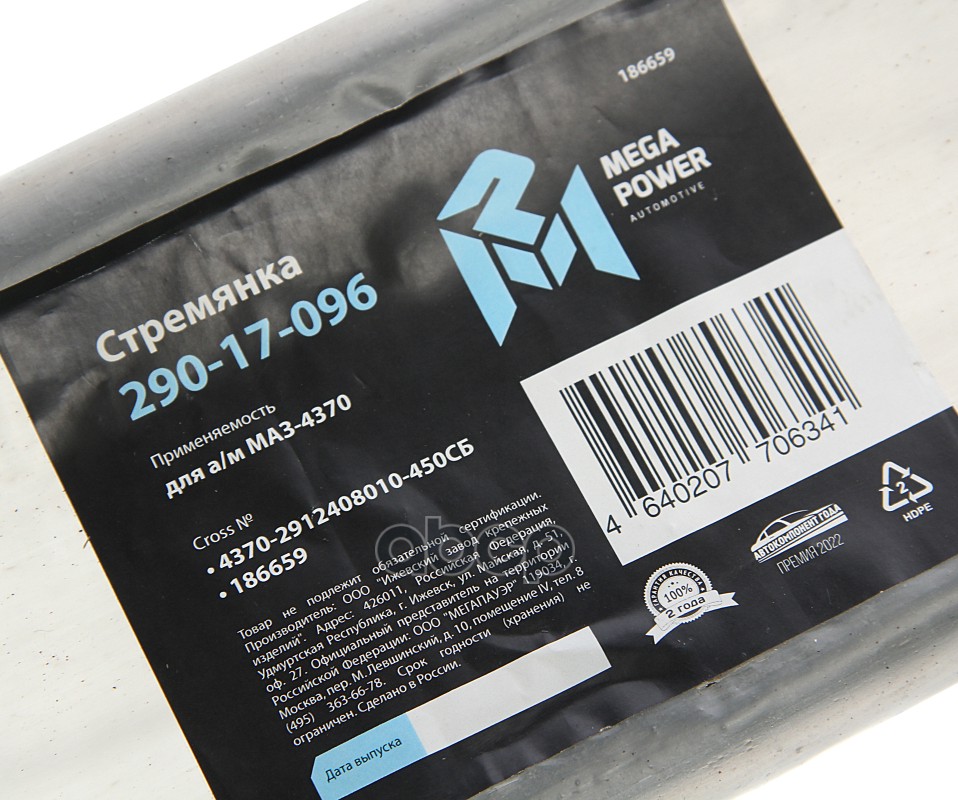 186659
MEGA
POWER
AUTOMOTIVE
Стремянка
290-17-096
Применяемость
для а/м МАЗ-4370
Cross №
• 4370-2912408010-450СБ
• 186659
Товар не подлежит обязательной сертификации.
Производитель: ООО "Ижевский завод крепежных
изделий". Адрес: 426011, Российская Федерация,
Удмуртская Республика, г. Ижевск, ул. Майская, д. 51,
оф. 27. Официальный представитель на территории
Российской Федерации: ООО "МЕГАПАУЭР" 119034, г.
Москва, пер. М.Левшинский, д. 10, помещение IV, тел. 8
(495) 363-66-78. Срок годности (хранения) не
ограничен. Сделано в России.
Дата выпуска
4 640207 706341
ГАРАНТИЯ КАЧЕСТВА
100%
2 года
АВТОКОМПОНЕНТ ГОДА
ПРЕМИЯ 2022
2
HDPE